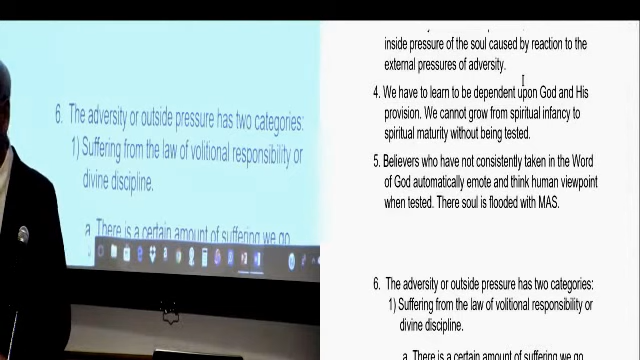 6. The adversity or outside pressure has two categories:
1) Suffering from the law of volitional responsibility or
divine discipline.
a. There is a certain amount of suffering we go
inside pressure of the soul caused by reaction to the
external pressures of adversity.
4. We have to learn to be dependent upon God and His
provision. We cannot grow from spiritual infancy to
spiritual maturity without being tested.
5. Believers who have not consistently taken in the Word
of God automatically emote and think human viewpoint
when tested. There soul is flooded with MAS.
6. The adversity or outside pressure has two categories:
1) Suffering from the law of volitional responsibility or
divine discipline.
a. There is a certain amount of suffering we go